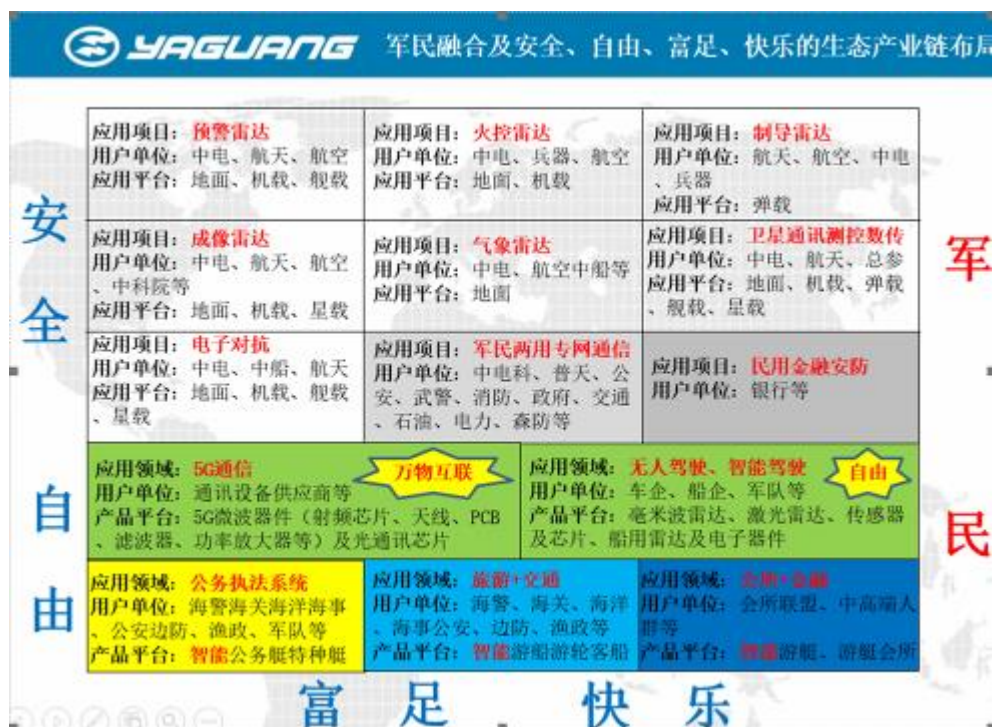 YAGUANG 军民融合及安全、自由、富足、快乐的生态产业链布局
应用项目：预警雷达
用户单位：中电、航天、航空
应用平台：地面、机载、舰载
应用项目：火控雷达
用户单位：中电、兵器、航空
应用平台：地面、机载
应用项目：制导雷达
用户单位：航天、航空、中电
、兵器
应用平台：弹载
安
全
应用项目：成像雷达
用户单位：中电、航天、航空
、中科院等
应用平台：地面、机载、星载
应用项目：气象雷达
用户单位：中电、航空中船等
应用平台：地面
应用项目：卫星通讯测控数传
用户单位：中电、航天、总参
应用平台：地面、机载、弹载
、舰载、星载
军
应用项目：电子对抗
用户单位：中电、中船、航天
应用平台：地面、机载、舰载
、星载
应用项目：军民两用专网通信
用户单位：中电科、普天、公
安、武警、消防、政府、交通
、石油、电力、森防等
应用项目：民用金融安防
用户单位：银行等
自
由
应用领域：5G通信
万物互联
用户单位：通讯设备供应商等
产品平台：5G微波器件（射频芯片、天线、PCB
、滤波器、功率放大器等）及光通讯芯片
应用领域：无人驾驶、智能驾驶
自由
用户单位：车企、船企、军队等
产品平台：毫米波雷达、激光雷达、传感器
及芯片、船用雷达及电子器件
民
应用领域：公务执法系统
用户单位：海警海关海洋海事
、公安边防、渔政、军队等
产品平台：智能公务艇特种艇
应用领域：旅游+交通
用户单位：海警、海关、海洋
、海事公安、边防、渔政等
产品平台：智能游船游轮客船
应用领域：会所+金融
用户单位：会所联盟、中高端人
群等
产品平台：智能游艇、游艇会所
富足 快乐